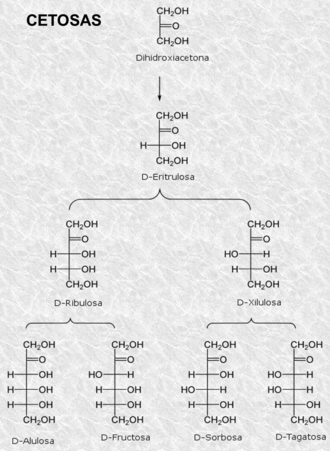 CETOSAS
CH2OH
O
CH2OH
Dihidroxiacetona
CH2OH
O
H OH
CH2OH
D-Eritrulosa
CH2OH
O
H OH
H OH
CH2OH
D-Ribulosa
CH2OH
O
HO H
H OH
CH2OH
D-Xilulosa
CH2OH
O
H OH
H OH
H OH
CH2OH
D-Alulosa
CH2OH
O
HO H
H OH
H OH
CH2OH
D-Fructosa
CH2OH
O
H OH
HO H
H OH
CH2OH
D-Sorbosa
CH2OH
O
HO H
HO H
H OH
CH2OH
D-Tagatosa